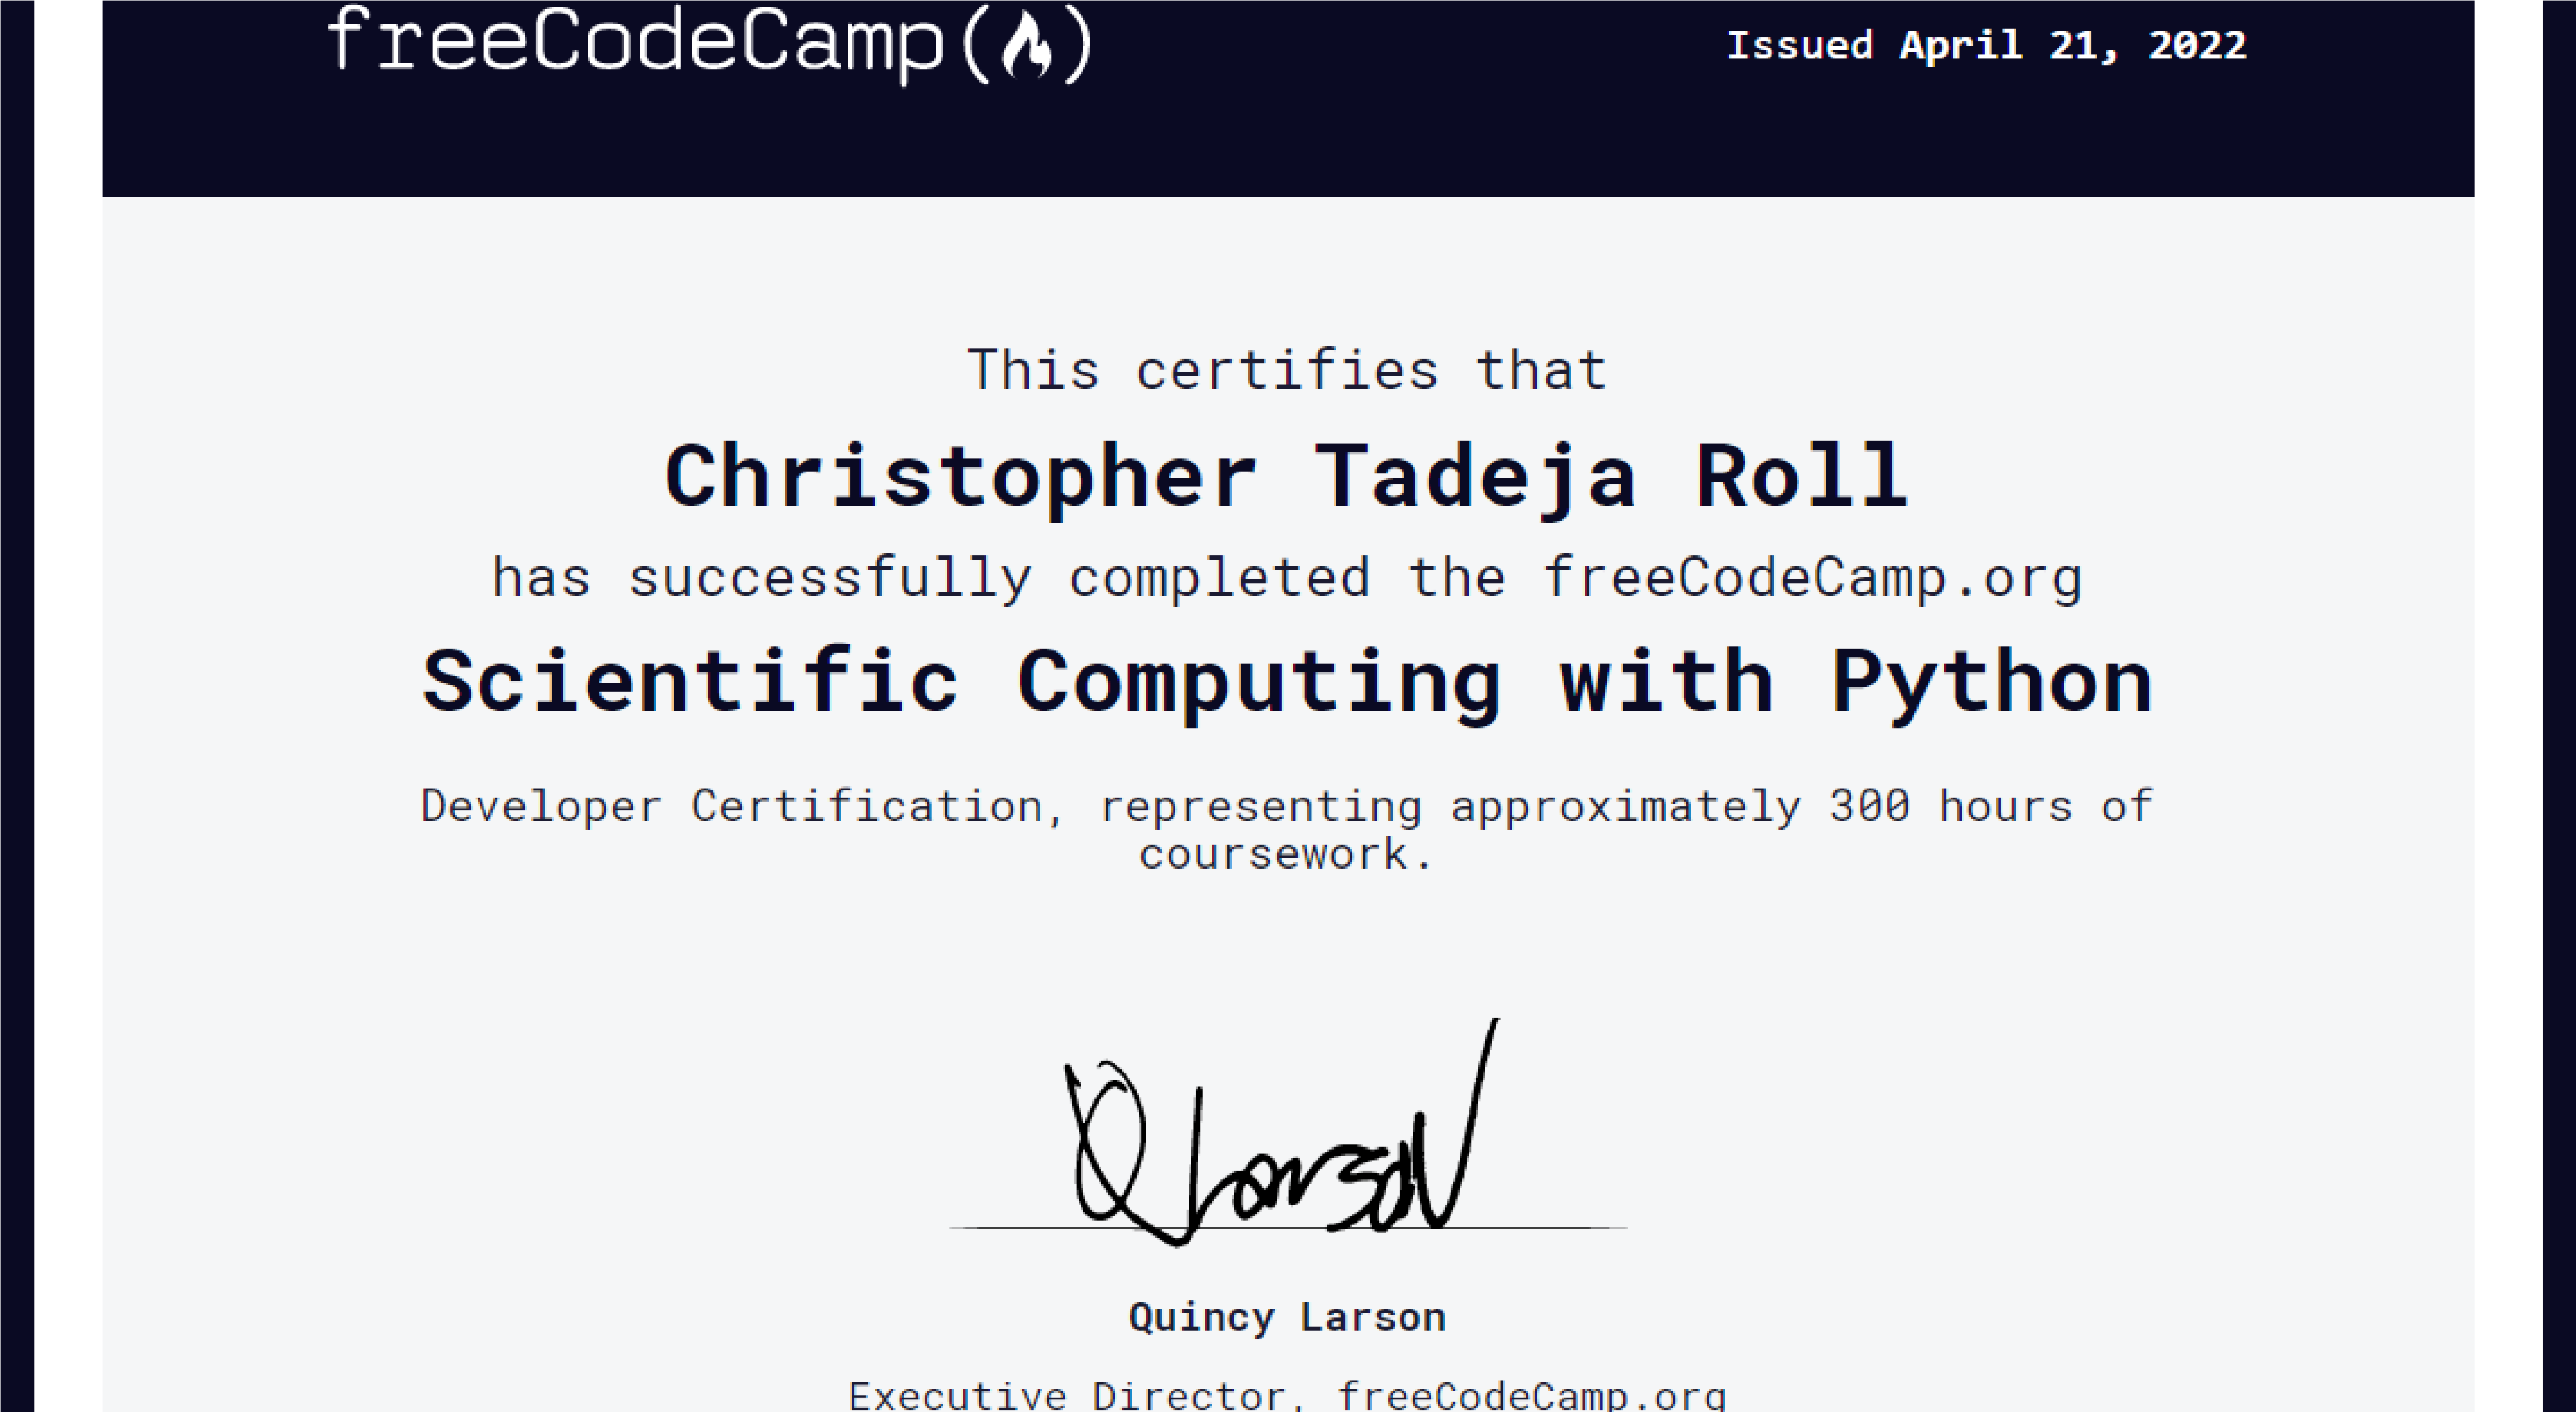 freeCodeCamp(🔥)
Issued April 21, 2022
This certifies that
Christopher Tadeja Roll
has successfully completed the freeCodeCamp.org
Scientific Computing with Python
Developer Certification, representing approximately 300 hours of
coursework.
Q Larson
Quincy Larson
Executive Director, freeCodeCamp.org